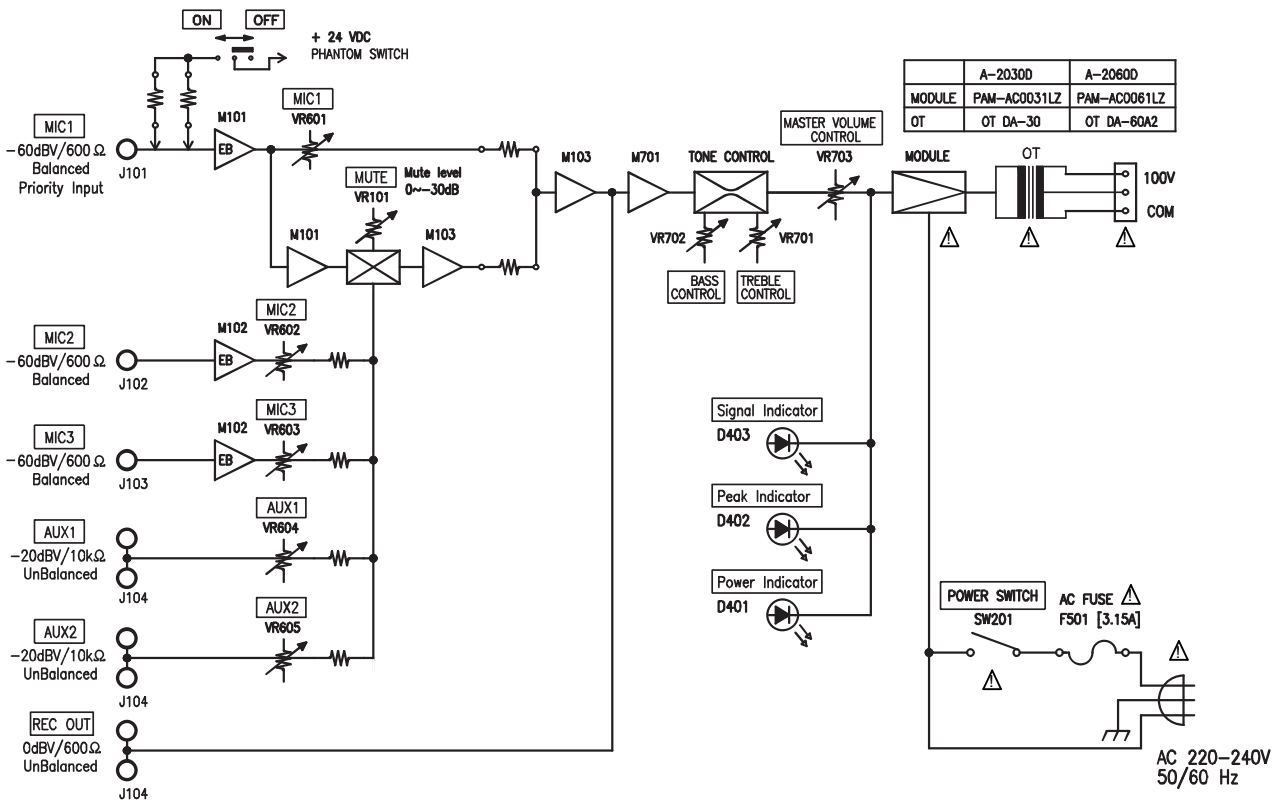 ON OFF
+ 24 VDC
PHANTOM SWITCH
A-2030D A-2060D
MODULE PAM-AC0031LZ PAM-AC0061LZ
OT OT DA-30 OT DA-60A2
MIC1
-60dBV/600Ω
Balanced
Priority Input
J101
M101
EB
MIC1
VR601
MUTE
VR101
Mute level
0~-30dB
M101
M103
M103
M701
TONE CONTROL
MASTER VOLUME
CONTROL
VR703
MODULE
OT
100V
COM
VR702
VR701
BASS
CONTROL
TREBLE
CONTROL
MIC2
-60dBV/600Ω
Balanced
J102
M102
EB
MIC2
VR602
MIC3
-60dBV/600Ω
Balanced
J103
M102
EB
MIC3
VR603
AUX1
-20dBV/10kΩ
UnBalanced
J104
AUX1
VR604
AUX2
-20dBV/10kΩ
UnBalanced
J104
AUX2
VR605
REC OUT
0dBV/600Ω
UnBalanced
J104
Signal Indicator
D403
Peak Indicator
D402
Power Indicator
D401
POWER SWITCH
SW201
AC FUSE
F501 [3.15A]
AC 220-240V
50/60 Hz